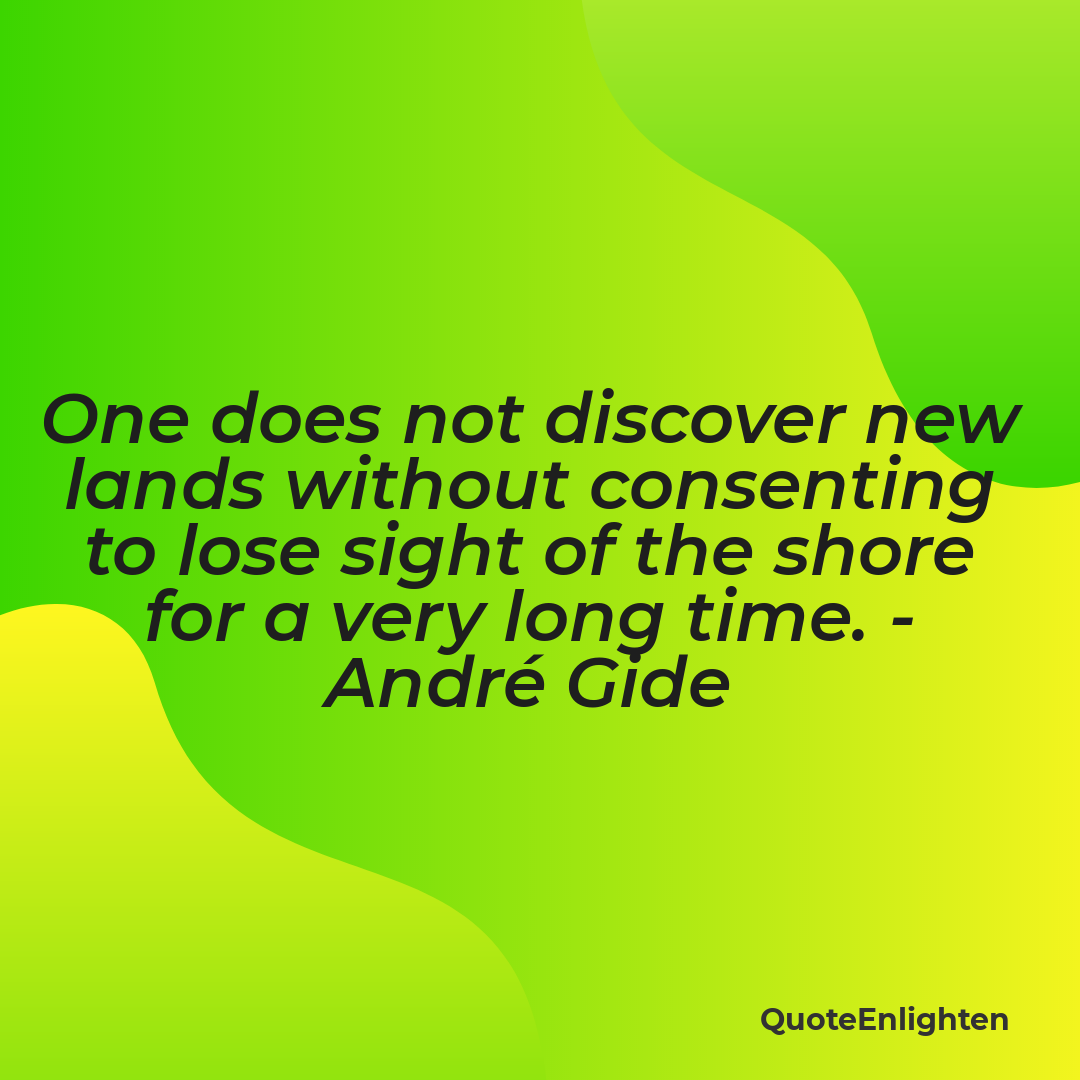 One does not discover new
lands without consenting
to lose sight of the shore
for a very long time. -
André Gide
QuoteEnlighten